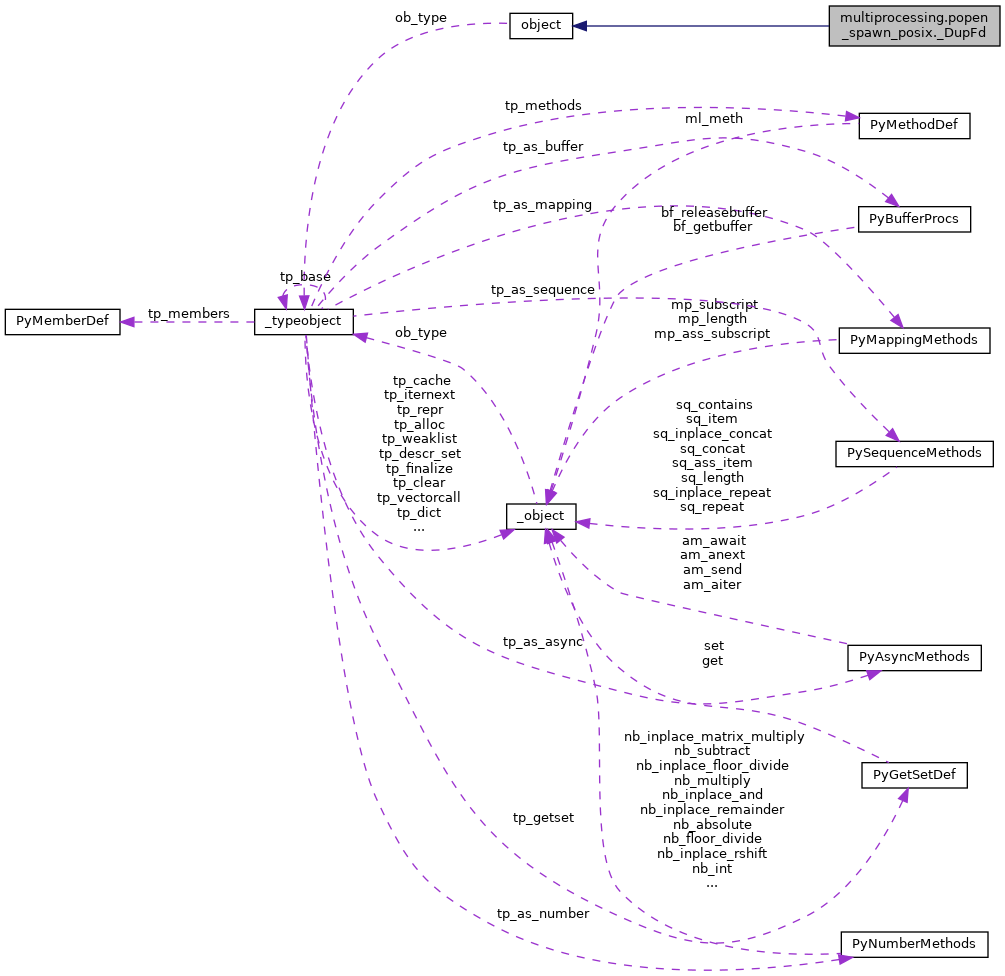 ob_type
object
multiprocessing.popen
_spawn_posix._DupFd
tp_methods
ml_meth
PyMethodDef
tp_as_buffer
tp_as_mapping
bf_releasebuffer
bf_getbuffer
PyBufferProcs
tp_base
tp_as_sequence
PyMemberDef
tp_members
_typeobject
ob_type
mp_subscript
mp_length
mp_ass_subscript
PyMappingMethods
tp_cache
tp_iternext
tp_repr
tp_alloc
tp_weaklist
tp_descr_set
tp_finalize
tp_clear
tp_vectorcall
tp_dict
...
sq_contains
sq_item
sq_inplace_concat
sq_concat
sq_ass_item
sq_length
sq_inplace_repeat
sq_repeat
PySequenceMethods
_object
am_await
am_anext
am_send
am_aiter
tp_as_async
set
get
PyAsyncMethods
nb_inplace_matrix_multiply
nb_subtract
nb_inplace_floor_divide
nb_multiply
nb_inplace_and
nb_inplace_remainder
nb_absolute
nb_floor_divide
nb_inplace_rshift
nb_int
...
PyGetSetDef
tp_getset
tp_as_number
PyNumberMethods